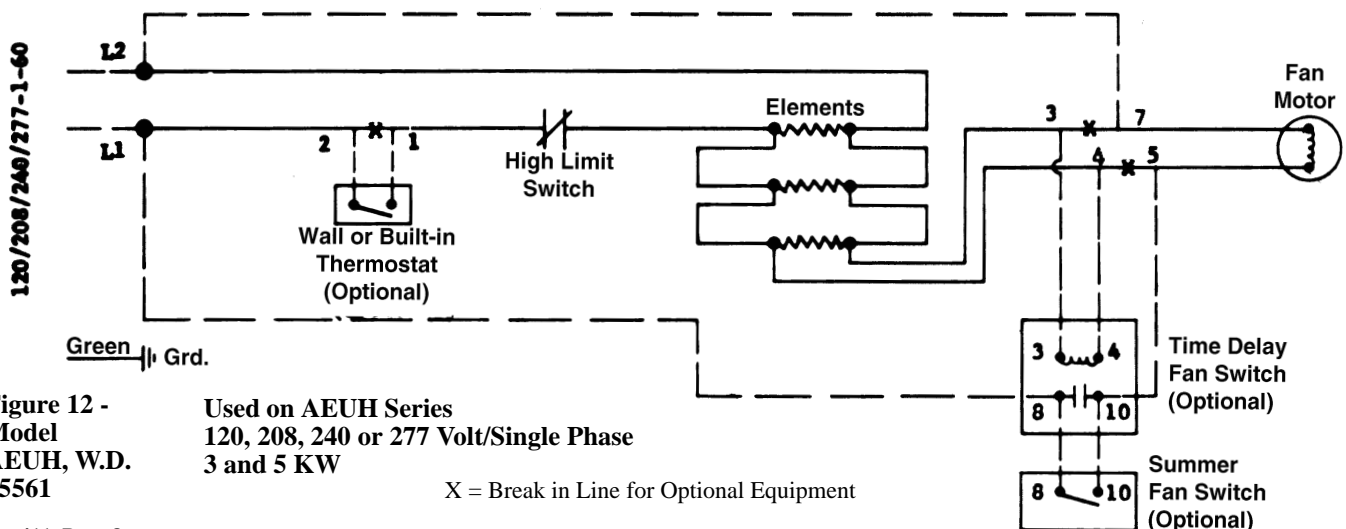 120/208/240/277-1-60
L2
L1
2
1
High Limit
Switch
Elements
3
7
4
5
Fan
Motor
Wall or Built-in
Thermostat
(Optional)
Green
Grd.
3
4
8
10
Time Delay
Fan Switch
(Optional)
8
10
Summer
Fan Switch
(Optional)
igure 12 -
Model
AEUH, W.D.
5561
Used on AEUH Series
120, 208, 240 or 277 Volt/Single Phase
3 and 5 KW
X = Break in Line for Optional Equipment